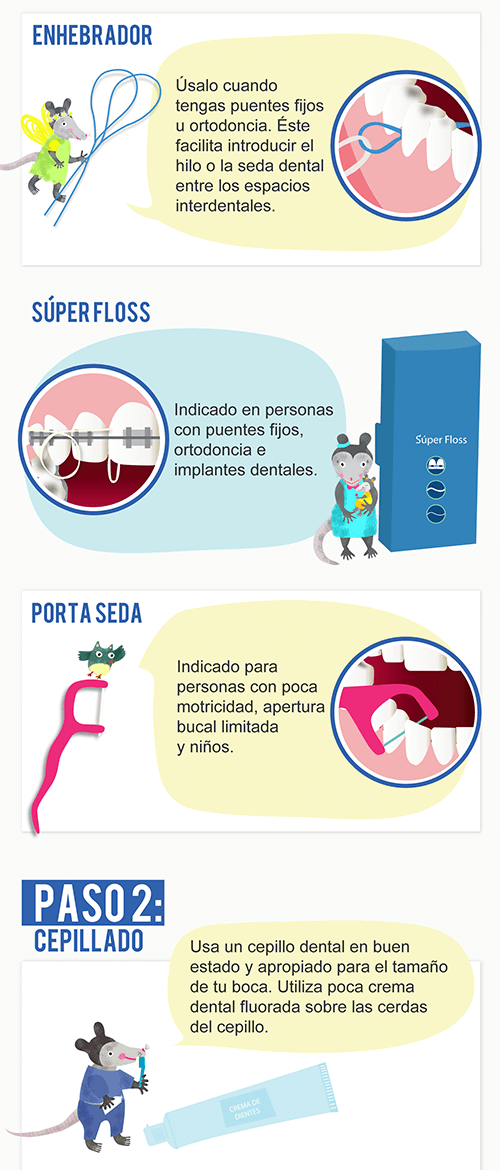 ENHEBRADOR
Úsalo cuando
tengas puentes fijos
u ortodoncia. Éste
facilita introducir el
hilo o la seda dental
entre los espacios
interdentales.
SÚPER FLOSS
Indicado en personas
con puentes fijos,
ortodoncia e
implantes dentales.
Súper Floss
PORTA SEDA
Indicado para
personas con poca
motricidad, apertura
bucal limitada
y niños.
PASO 2:
CEPILLADO
Usa un cepillo dental en buen
estado y apropiado para el tamaño
de tu boca. Utiliza poca crema
dental fluorada sobre las cerdas
del cepillo.
CREMA DE
DIENTES